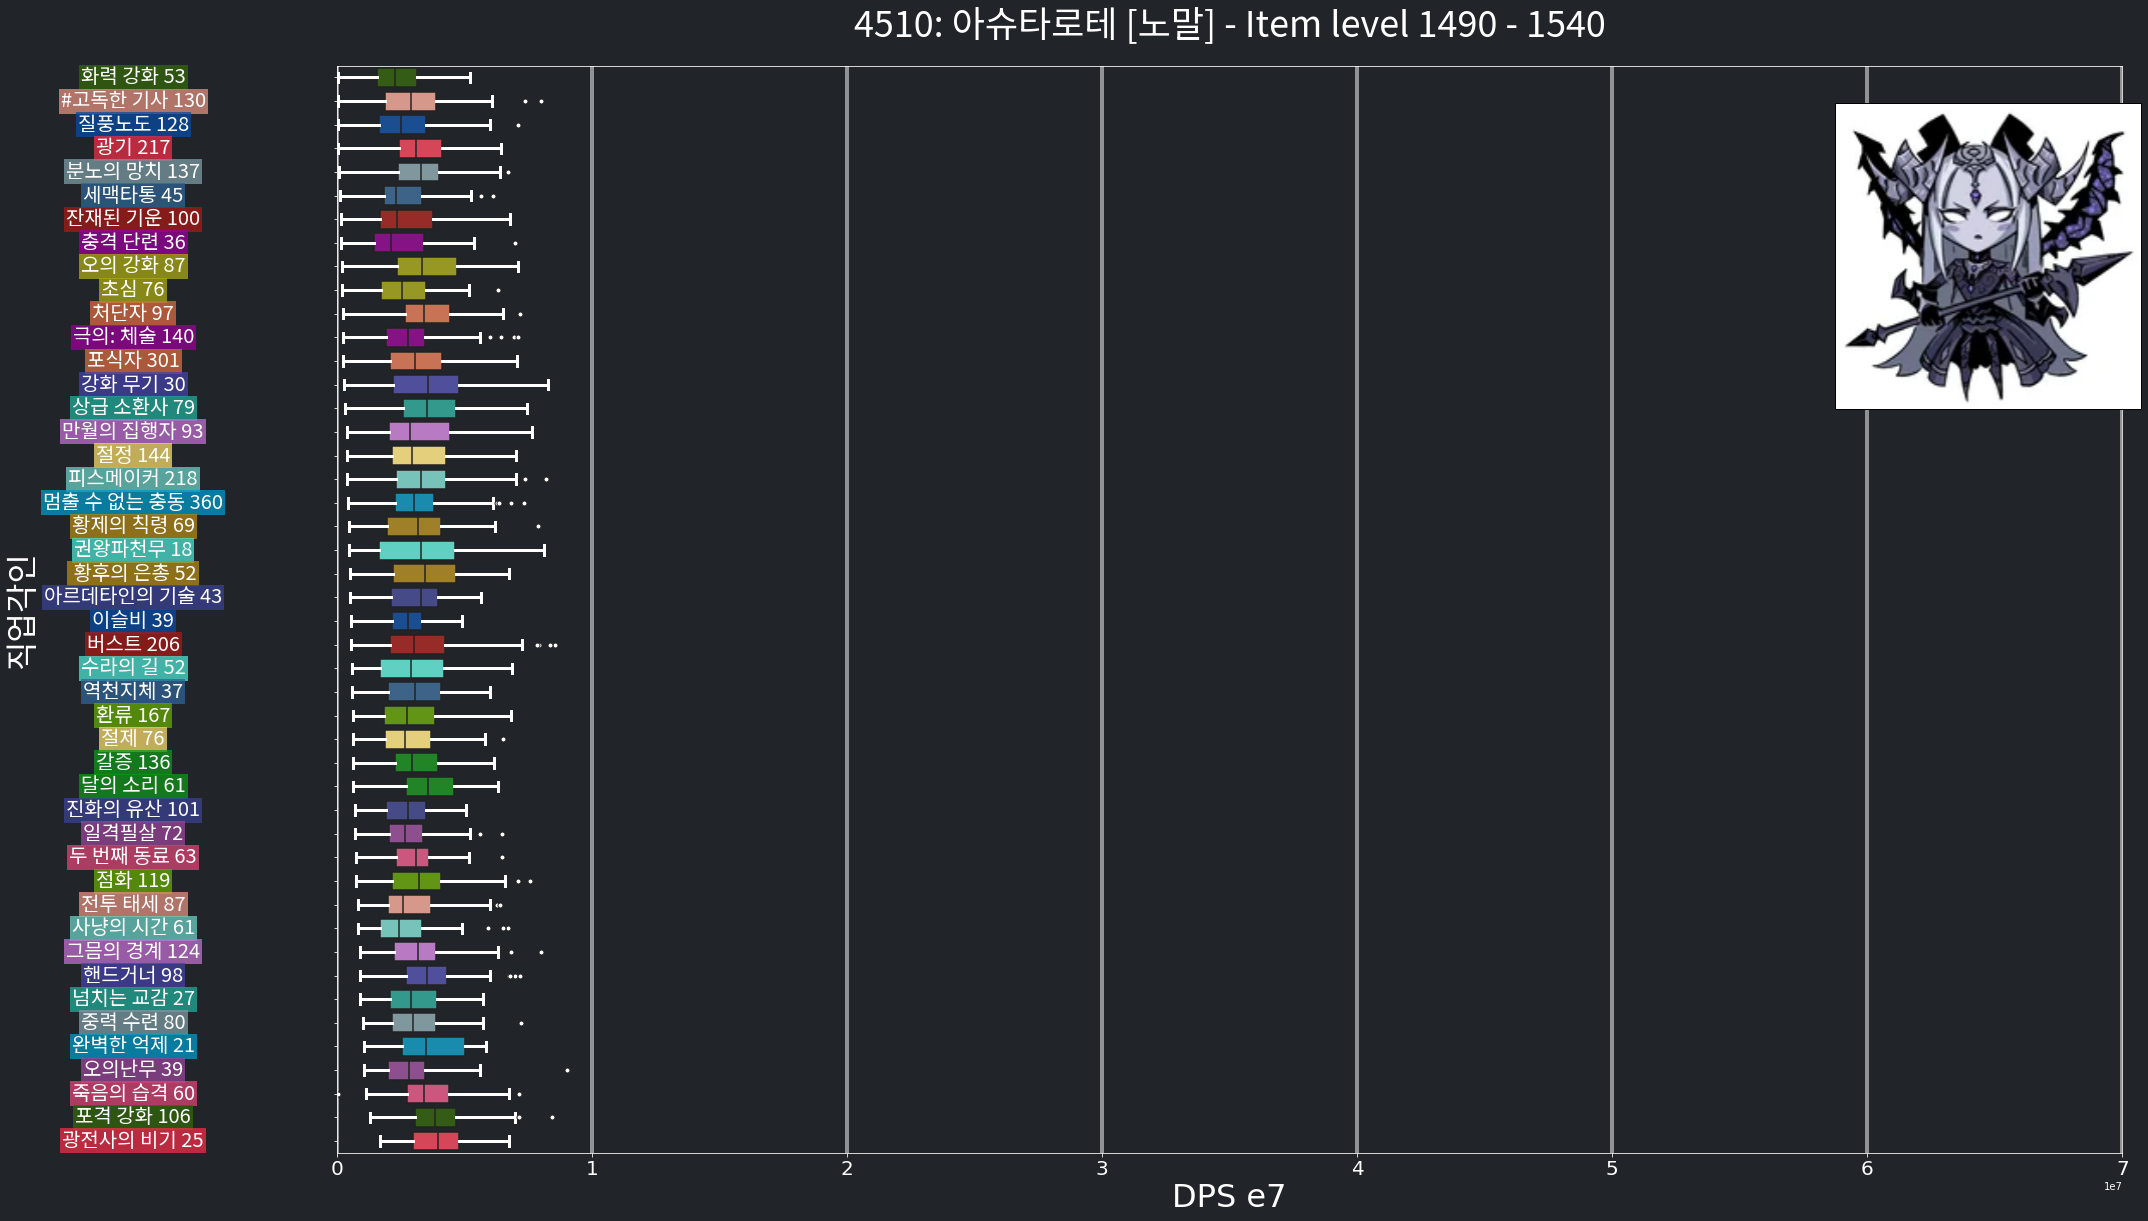 4510: 아슈타로테 [노말] - Item level 1490 - 1540
화력 강화 53
#고독한 기사 130
질풍노도 128
광기 217
분노의 망치 137
세맥타통 45
잔재된 기운 100
충격 단련 36
오의 강화 87
초심 76
처단자 97
극의: 체술 140
포식자 301
강화 무기 30
상급 소환사 79
만월의 집행자 93
절정 144
피스메이커 218
멈출 수 없는 충동 360
황제의 칙령 69
권왕파천무 18
황후의 은총 52
아르데타인의 기술 43
이슬비 39
버스트 206
수라의 길 52
역천지체 37
환류 167
절제 76
갈증 136
달의 소리 61
진화의 유산 101
일격필살 72
두 번째 동료 63
점화 119
전투 태세 87
사냥의 시간 61
그믐의 경계 124
핸드거너 98
넘치는 교감 27
중력 수련 80
완벽한 억제 21
오의난무 39
죽음의 습격 60
포격 강화 106
광전사의 비기 25
직업각인
0 1 2 3 4 5 6 7
1e7
DPS e7